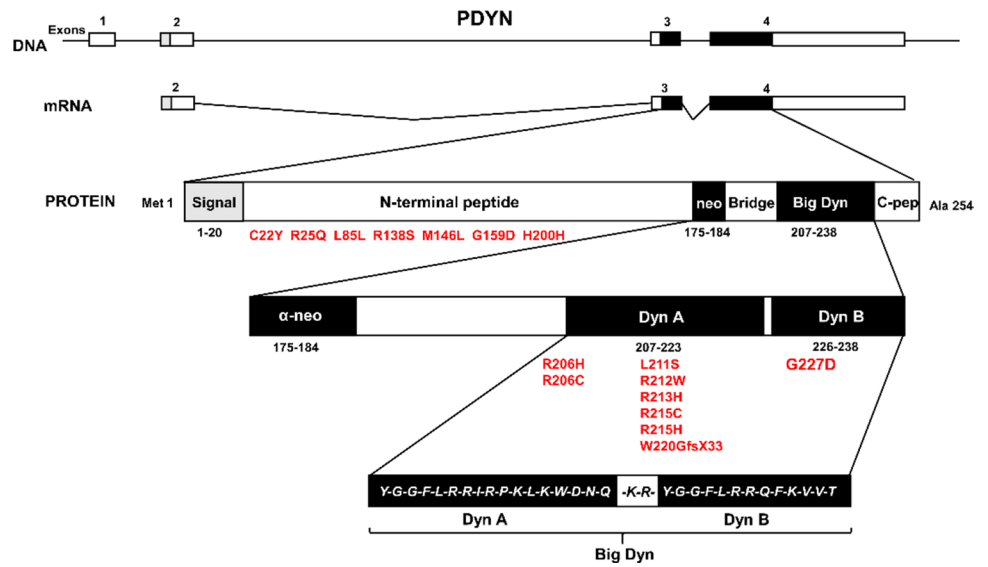 PDYN
Exons 1 2 3 4
DNA
mRNA 2 3 4
PROTEIN Met 1 Signal N-terminal peptide neo Bridge Big Dyn C-pep Ala 254
1-20 175-184 207-238
C22Y R25Q L85L R138S M146L G159D H200H
α-neo Dyn A Dyn B
175-184 207-223 226-238
R206H L211S G227D
R206C R212W
R213H
R215C
R215H
W220GfsX33
Y-G-G-F-L-R-R-I-R-P-K-L-K-W-D-N-Q -K-R- Y-G-G-F-L-R-R-Q-F-K-V-V-T
Dyn A Dyn B
Big Dyn